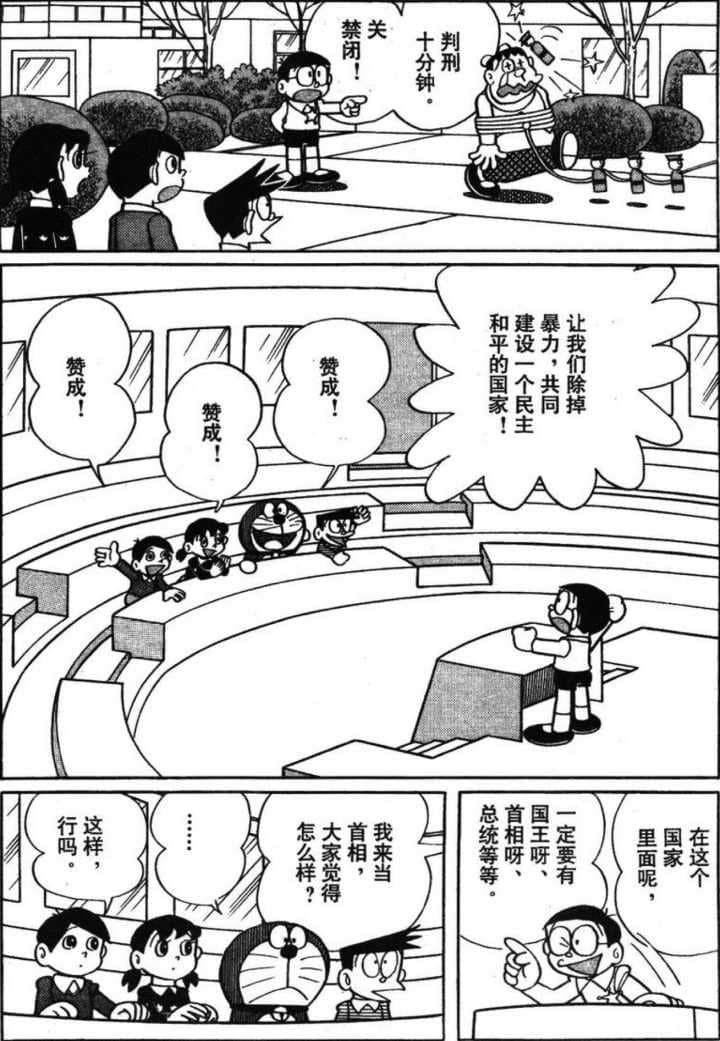 判刑
十分钟。
关
禁闭！
让我们除掉
暴力，共同
建设一个民主
和平的国家！
赞成！
赞成！
赞成！
在这个
国家
里面呢，
一定要有
国王呀、
首相呀、
总统等等。
我来当
首相，
大家觉得
怎么样？
……
这样，
行吗。